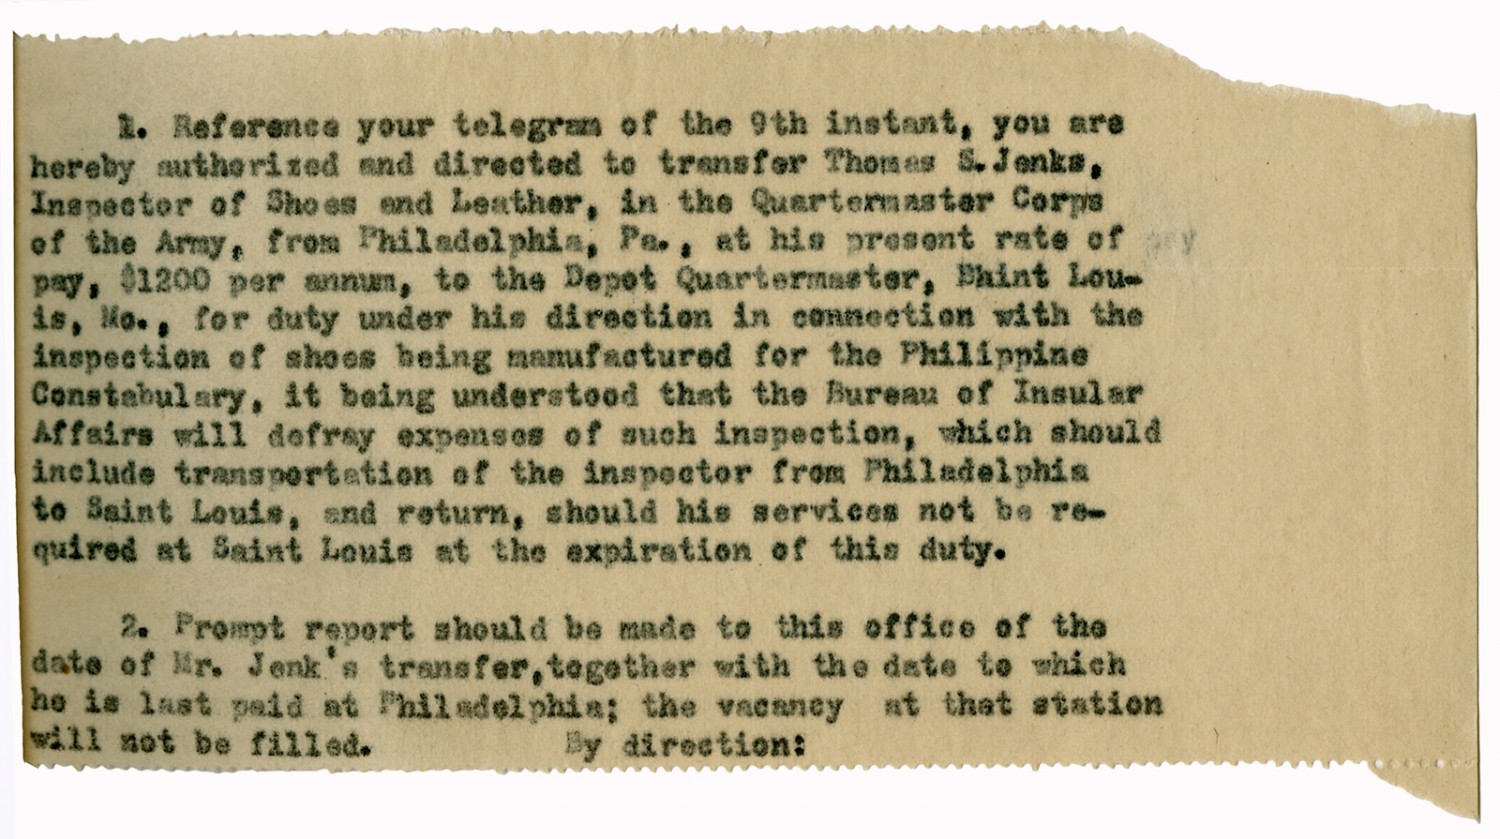 1. Reference your telegram of the 9th instant, you are
hereby authorized and directed to transfer Thomas S.Jenks,
Inspector of Shoes and Leather, in the Quartermaster Corps
of the Army, from Philadelphia, Pa., at his present rate of pay
pay, $1200 per annum, to the Depot Quartermaster, Shint Lou-
is, Mo., for duty under his direction in connection with the
inspection of shoes being manufactured for the Philippine
Constabulary, it being understood that the Bureau of Insular
Affairs will defray expenses of such inspection, which should
include transportation of the inspector from Philadelphia
to Saint Louis, and return, should his services not be re-
quired at Saint Louis at the expiration of this duty.
2. Prompt report should be made to this office of the
date of Mr. Jenk's transfer,together with the date to which
he is last paid at Philadelphia; the vacancy at that station
will not be filled. By direction: